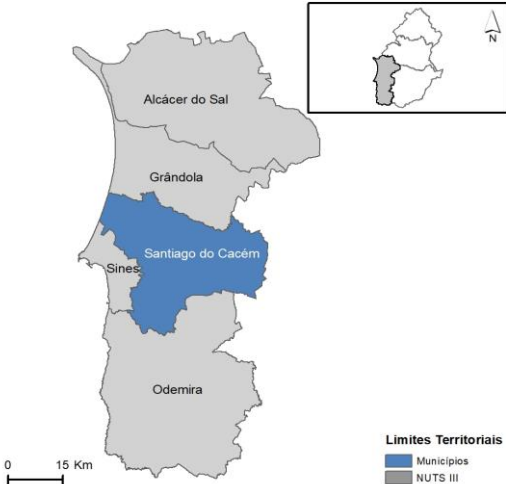 N
Alcácer do Sal
Grândola
Santiago do Cacém
Sines
Odemira
Limites Territoriais
Municípios
NUTS III
0 15 Km